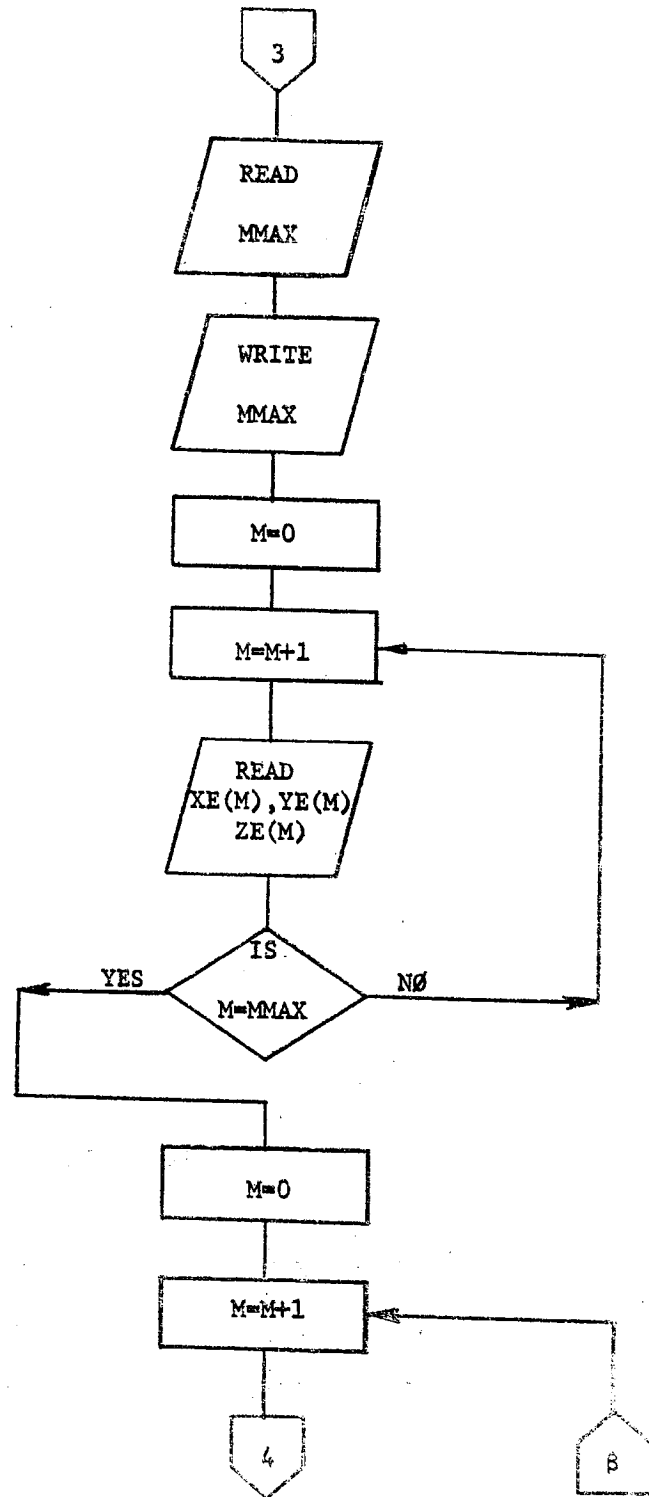 3
READ
MMAX
WRITE
MMAX
M=0
M=M+1
READ
XE(M),YE(M)
ZE(M)
IS
YES
NØ
M=MMAX
M=0
M=M+1
4
β